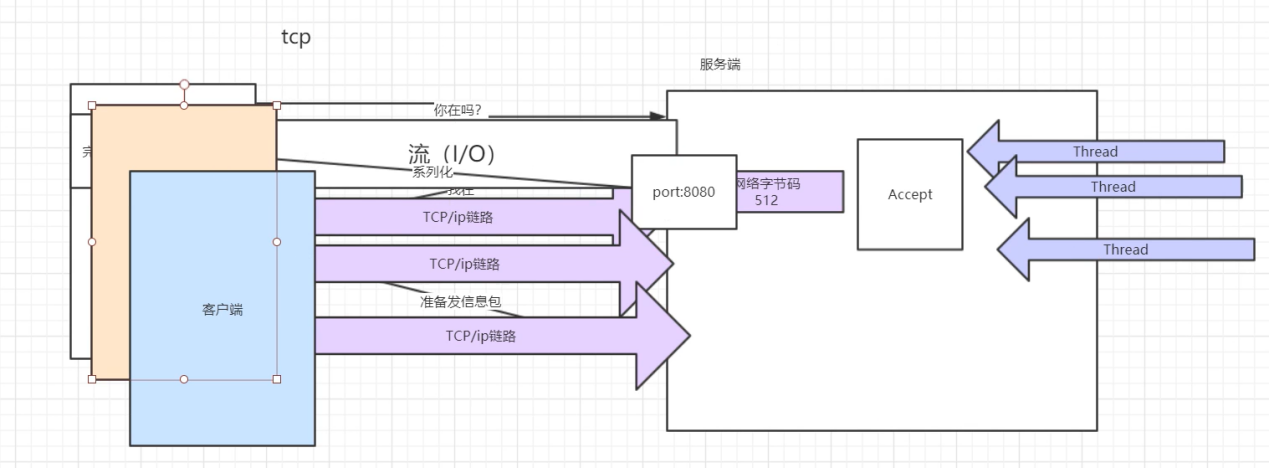 tcp
服务端
你在吗?
流（I/O）
系列化
port:8080
网络字节码
512
Accept
Thread
Thread
Thread
TCP/ip链路
TCP/ip链路
准备发信息包
TCP/ip链路
客户端